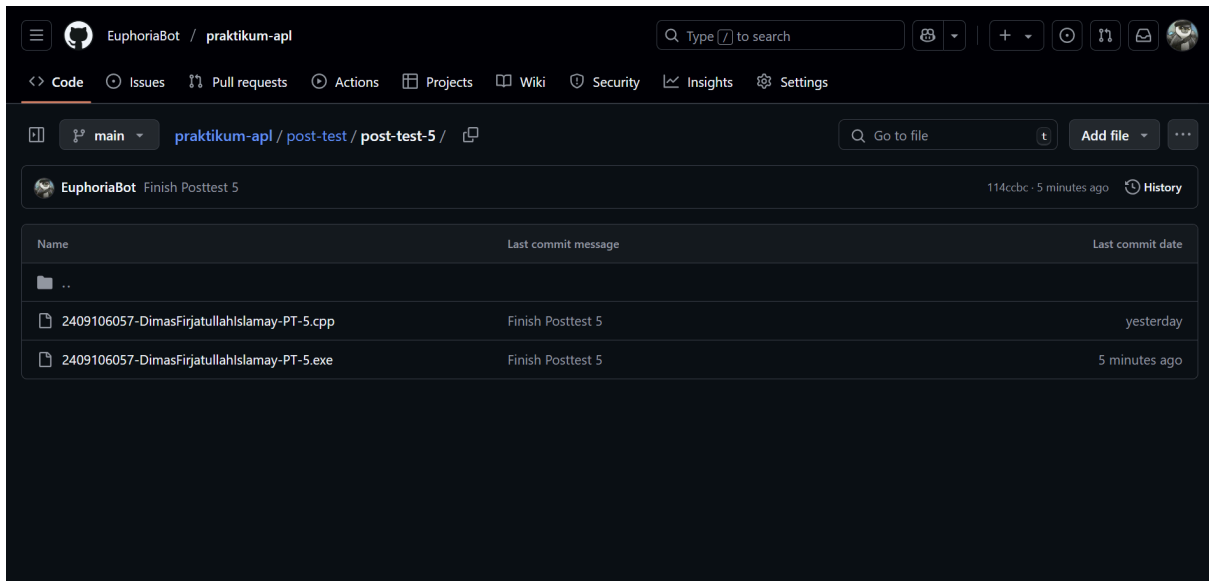 EuphoriaBot / praktikum-apl
Type / to search
Code Issues Pull requests Actions Projects Wiki Security Insights Settings
main praktikum-apl / post-test / post-test-5 /
Go to file t Add file
EuphoriaBot Finish Posttest 5 114ccbc · 5 minutes ago History
Name Last commit message Last commit date
..
2409106057-DimasFirjatullahIslamay-PT-5.cpp Finish Posttest 5 yesterday
2409106057-DimasFirjatullahIslamay-PT-5.exe Finish Posttest 5 5 minutes ago